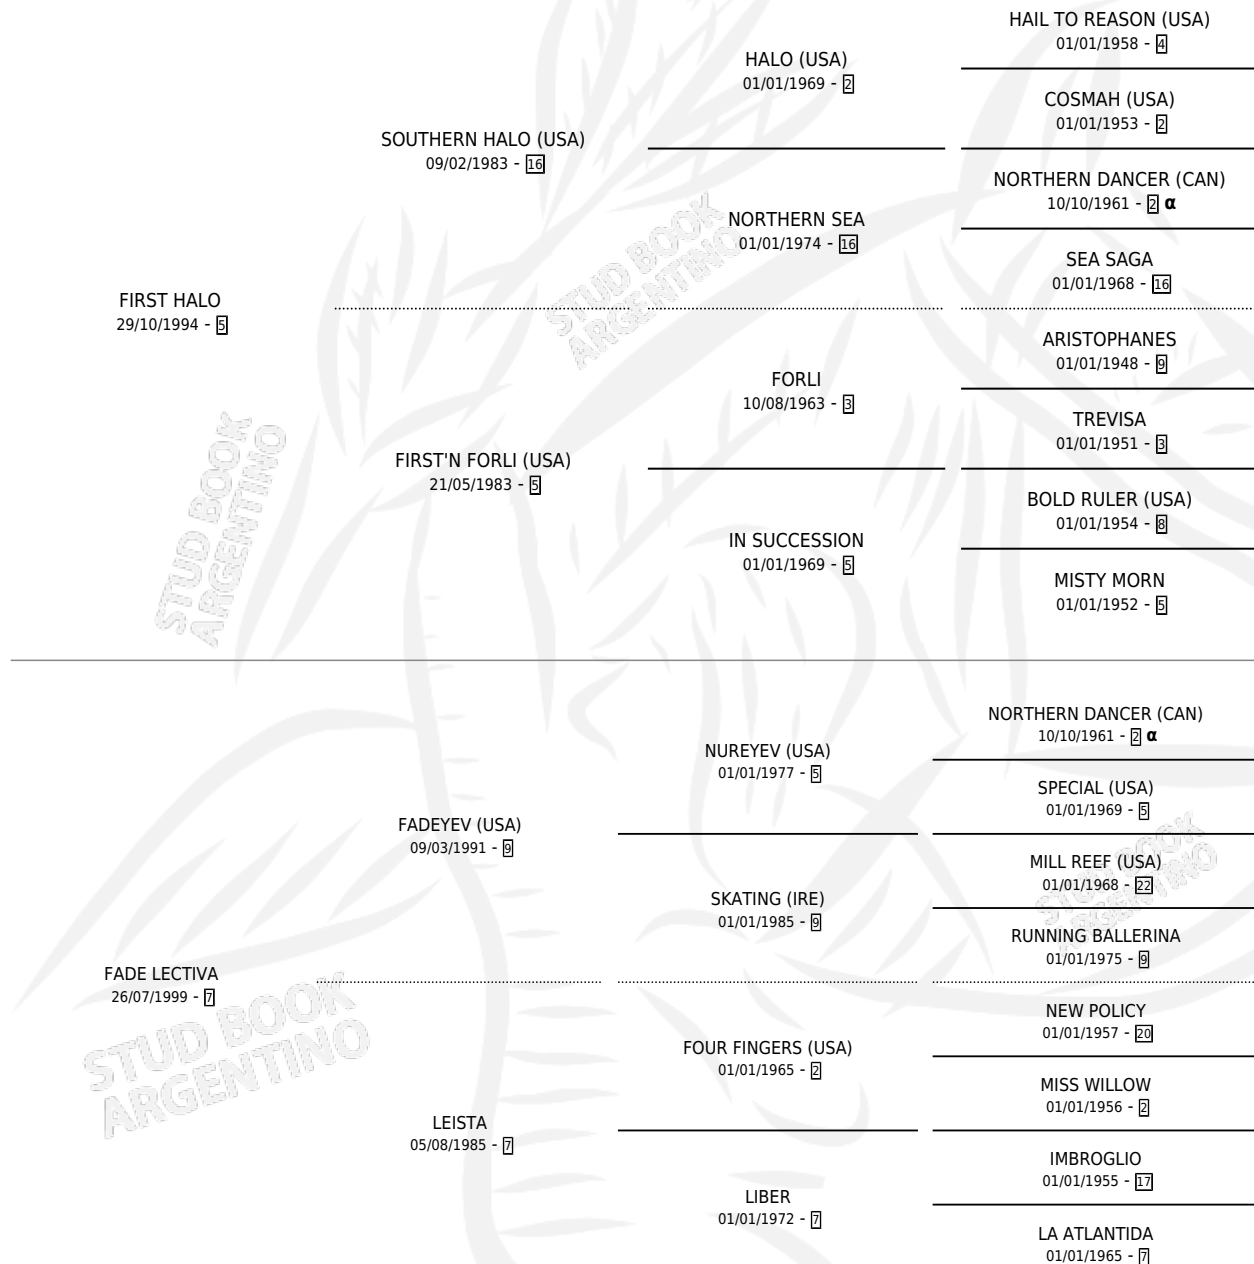 HAIL TO REASON (USA)
01/01/1958 - 4
HALO (USA)
01/01/1969 - 2
COSMAH (USA)
01/01/1953 - 2
SOUTHERN HALO (USA)
09/02/1983 - 16
NORTHERN DANCER (CAN)
10/10/1961 - 2 α
NORTHERN SEA
01/01/1974 - 16
SEA SAGA
01/01/1968 - 16
FIRST HALO
29/10/1994 - 5
ARISTOPHANES
01/01/1948 - 9
FORLI
10/08/1963 - 3
TREVISA
01/01/1951 - 3
FIRST'N FORLI (USA)
21/05/1983 - 5
BOLD RULER (USA)
01/01/1954 - 8
IN SUCCESSION
01/01/1969 - 5
MISTY MORN
01/01/1952 - 5
STUD BOOK
ARGENTINO
STUD BOOK
ARGENTINO
NORTHERN DANCER (CAN)
10/10/1961 - 2 α
NUREYEV (USA)
01/01/1977 - 5
SPECIAL (USA)
01/01/1969 - 5
FADEYEV (USA)
09/03/1991 - 9
MILL REEF (USA)
01/01/1968 - 22
SKATING (IRE)
01/01/1985 - 9
RUNNING BALLERINA
01/01/1975 - 9
STUD BOOK
ARGENTINO
FADE LECTIVA
26/07/1999 - 7
NEW POLICY
01/01/1957 - 20
FOUR FINGERS (USA)
01/01/1965 - 2
MISS WILLOW
01/01/1956 - 2
STUD BOOK
ARGENTINO
LEISTA
05/08/1985 - 7
IMBROGLIO
01/01/1955 - 17
LIBER
01/01/1972 - 7
LA ATLANTIDA
01/01/1965 - 7